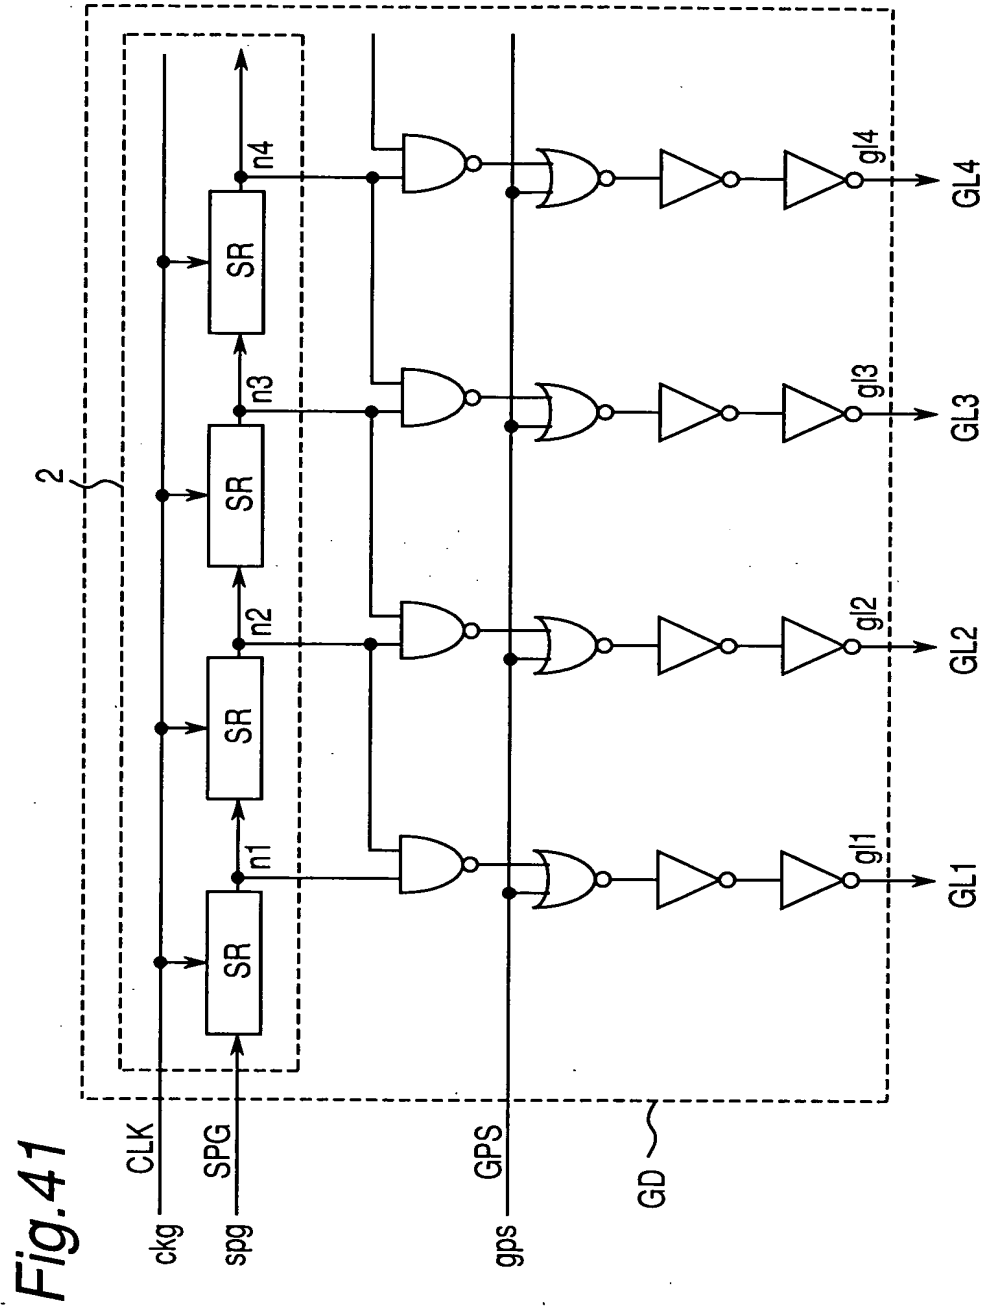 Fig.41
2
ckg
CLK
spg
SPG
SR
SR
SR
SR
n1
n2
n3
n4
gps
GPS
GD
gl1
gl2
gl3
gl4
GL1
GL2
GL3
GL4